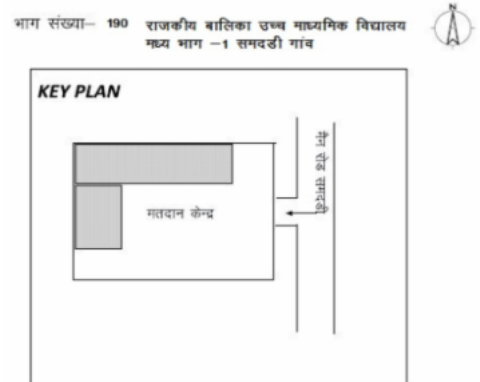 भाग संख्या– 190 राजकीय बालिका उच्च माध्यमिक विद्यालय
मध्य भाग –1 समदडी गांव
N
KEY PLAN
मतदान केन्द्र
मैन रोड समदडी